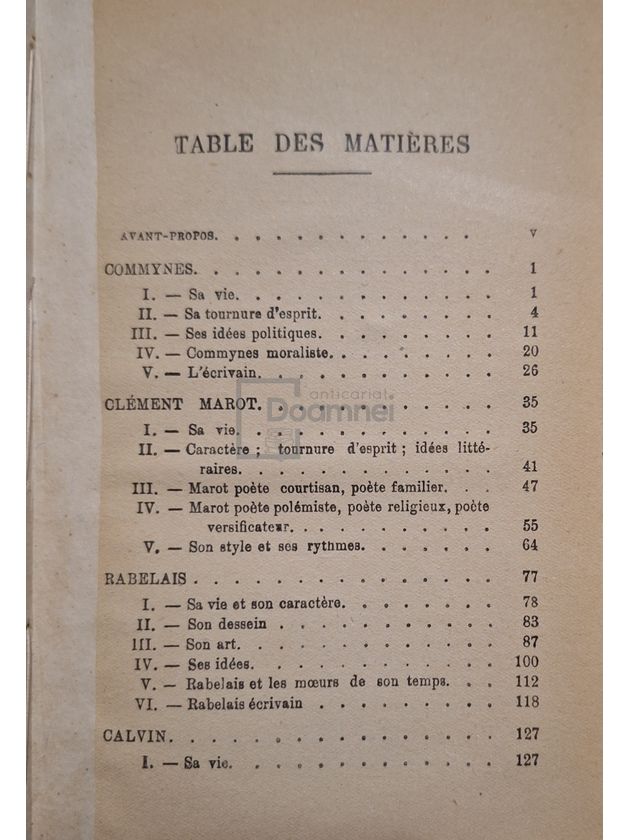 TABLE DES MATIÈRES
AVANT-PROPOS. . . . . . . . . . . . . v
COMMYNES. . . . . . . . . . . . . . . 1
I. — Sa vie. . . . . . . . . . . . . 1
II. — Sa tournure d'esprit. . . . . . . . 4
III. — Ses idées politiques. . . . . . . . 11
IV. — Commynes moraliste. . . . . . . . 20
V. — L'écrivain. . . . . . . . . . . . 26
anticariat
Doamnei
CLÉMENT MAROT. . . . . . . . . . . . 35
I. — Sa vie. . . . . . . . . . . . . 35
II. — Caractère ; tournure d'esprit ; idées litté-
raires. . . . . . . . . . . . . 41
III. — Marot poète courtisan, poète familier. . . 47
IV. — Marot poète polémiste, poète religieux, poète
versificateur. . . . . . . . . . 55
V. — Son style et ses rythmes. . . . . . . 64
RABELAIS . . . . . . . . . . . . . . 77
I. — Sa vie et son caractère. . . . . . . . 78
II. — Son dessein . . . . . . . . . . . 83
III. — Son art. . . . . . . . . . . . . 87
IV. — Ses idées. . . . . . . . . . . . 100
V. — Rabelais et les mœurs de son temps. . . 112
VI. — Rabelais écrivain . . . . . . . . . 118
CALVIN. . . . . . . . . . . . . . . 127
I. — Sa vie. . . . . . . . . . . . . 127